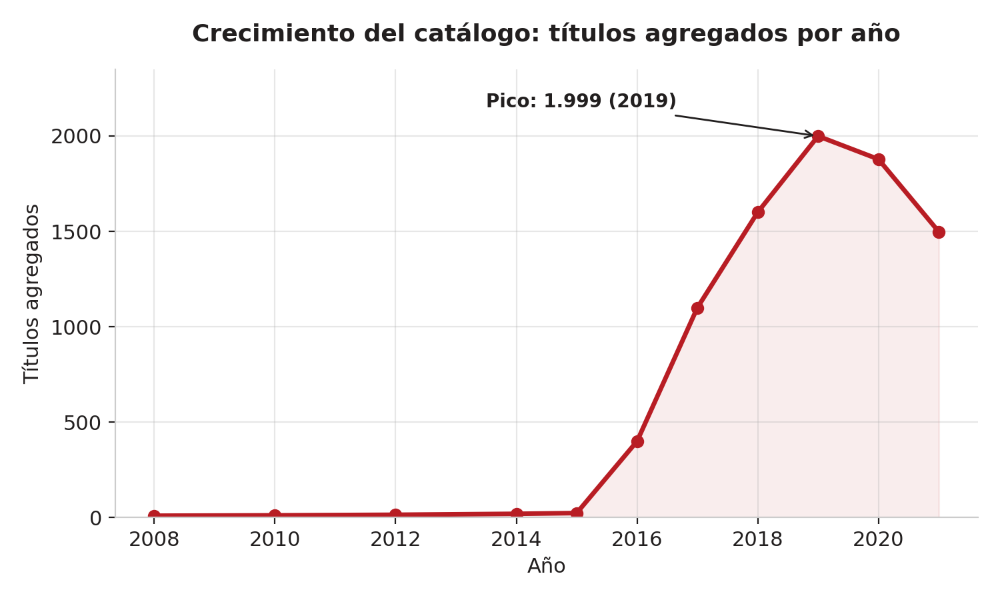 Crecimiento del catálogo: títulos agregados por año
Pico: 1.999 (2019)
Títulos agregados
2000
1500
1000
500
0
2008 2010 2012 2014 2016 2018 2020
Año